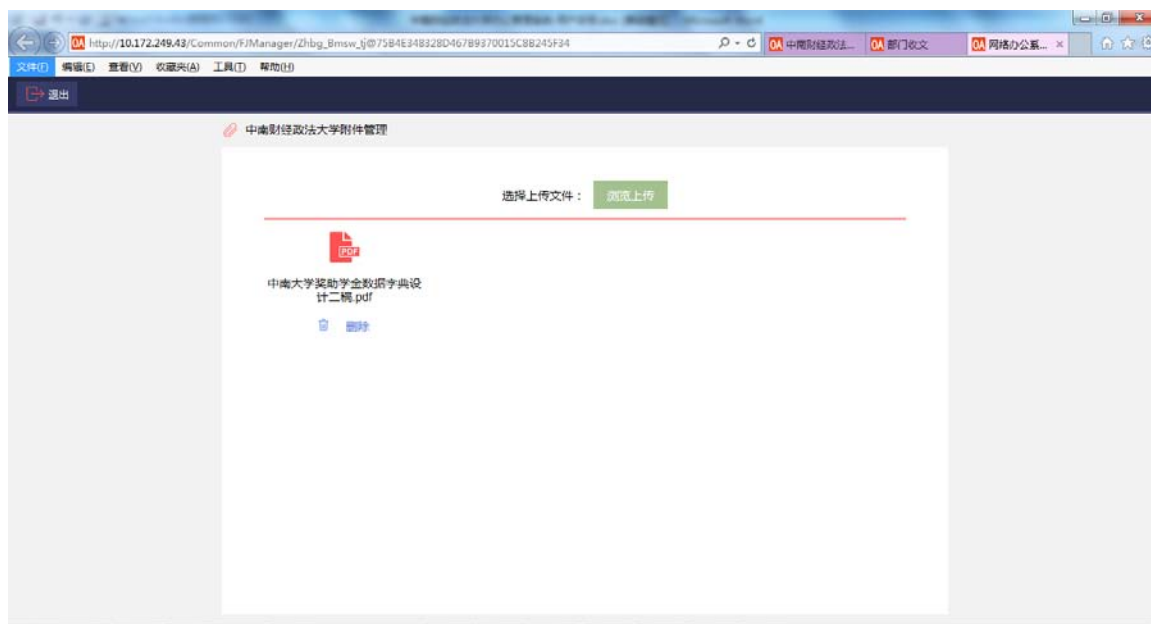 http://10.172.249.43/Common/FJManager/Zhbg_Bmsw_tj@75B4E348328D467B9370015C8B245F34
OA 中南财经政法...
OA 部门收文
OA 网络办公系... ×
文件(F) 编辑(E) 查看(V) 收藏夹(A) 工具(T) 帮助(H)
退出
中南财经政法大学附件管理
选择上传文件： 浏览上传
PDF
中南大学奖助学金数据字典设
计二稿.pdf
删除